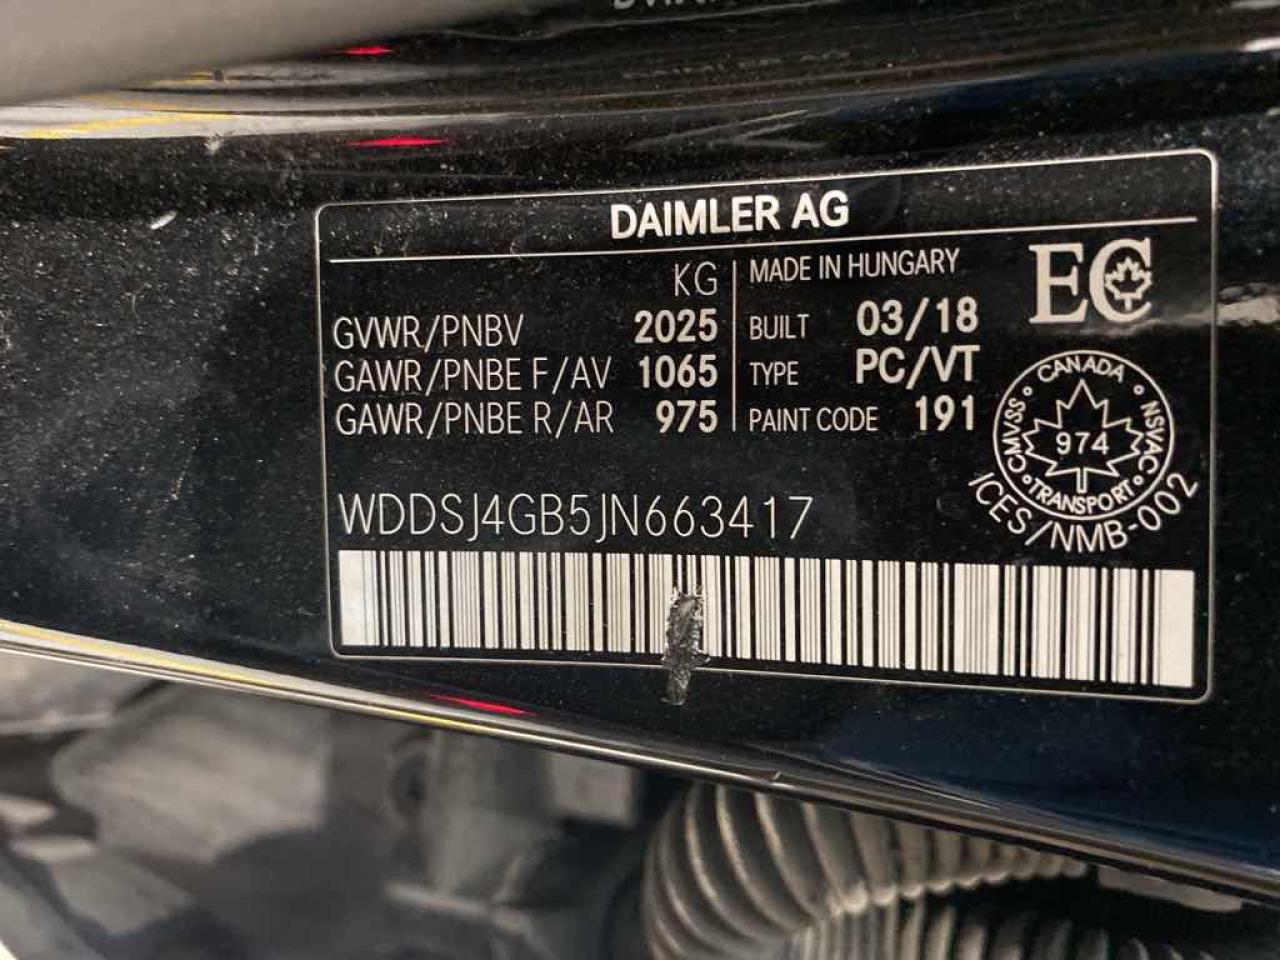 DAIMLER AG
KG
GVWR/PNBV 2025
GAWR/PNBE F/AV 1065
GAWR/PNBE R/AR 975
MADE IN HUNGARY
BUILT 03/18
TYPE PC/VT
PAINT CODE 191
EC
CANADA
CMVSS
974
NSVAC
TRANSPORT
ICES/NMB-002
WDDSJ4GB5JN663417